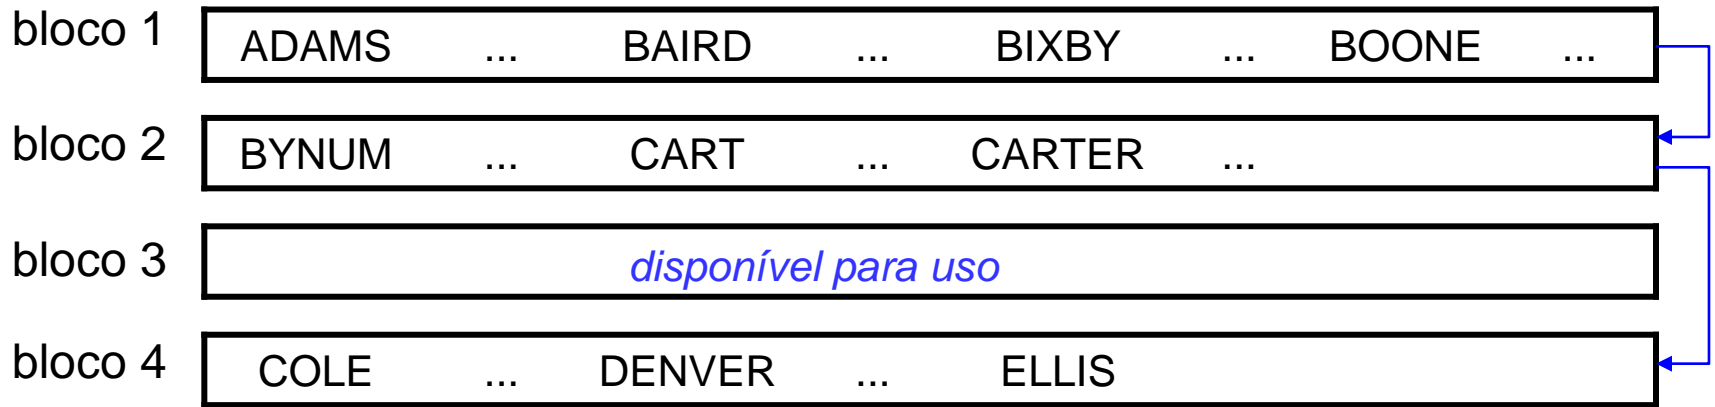 bloco 1 ADAMS ... BAIRD ... BIXBY ... BOONE ...
bloco 2 BYNUM ... CART ... CARTER ...
bloco 3 disponível para uso
bloco 4 COLE ... DENVER ... ELLIS